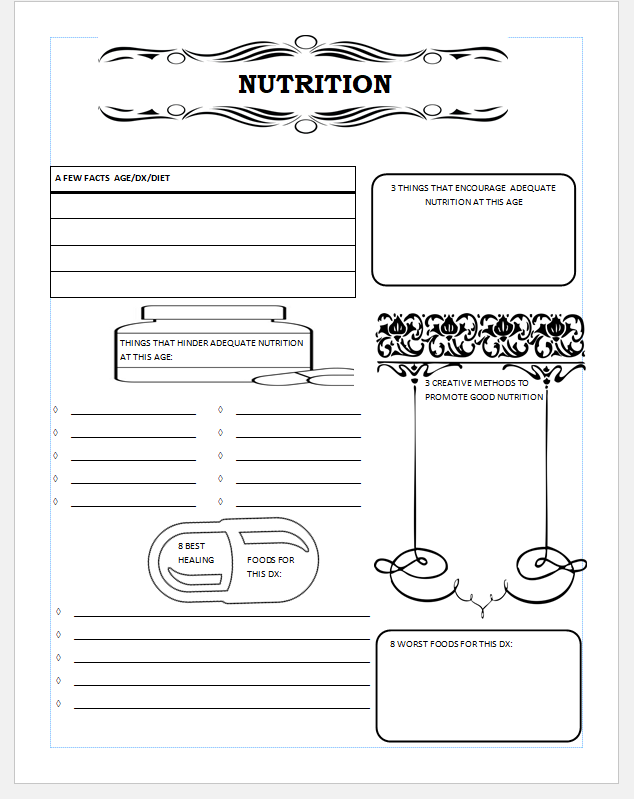 NUTRITION
A FEW FACTS AGE/DX/DIET
3 THINGS THAT ENCOURAGE ADEQUATE
NUTRITION AT THIS AGE
THINGS THAT HINDER ADEQUATE NUTRITION
AT THIS AGE:
3 CREATIVE METHODS TO
PROMOTE GOOD NUTRITION
8 BEST
HEALING
FOODS FOR
THIS DX:
8 WORST FOODS FOR THIS DX: